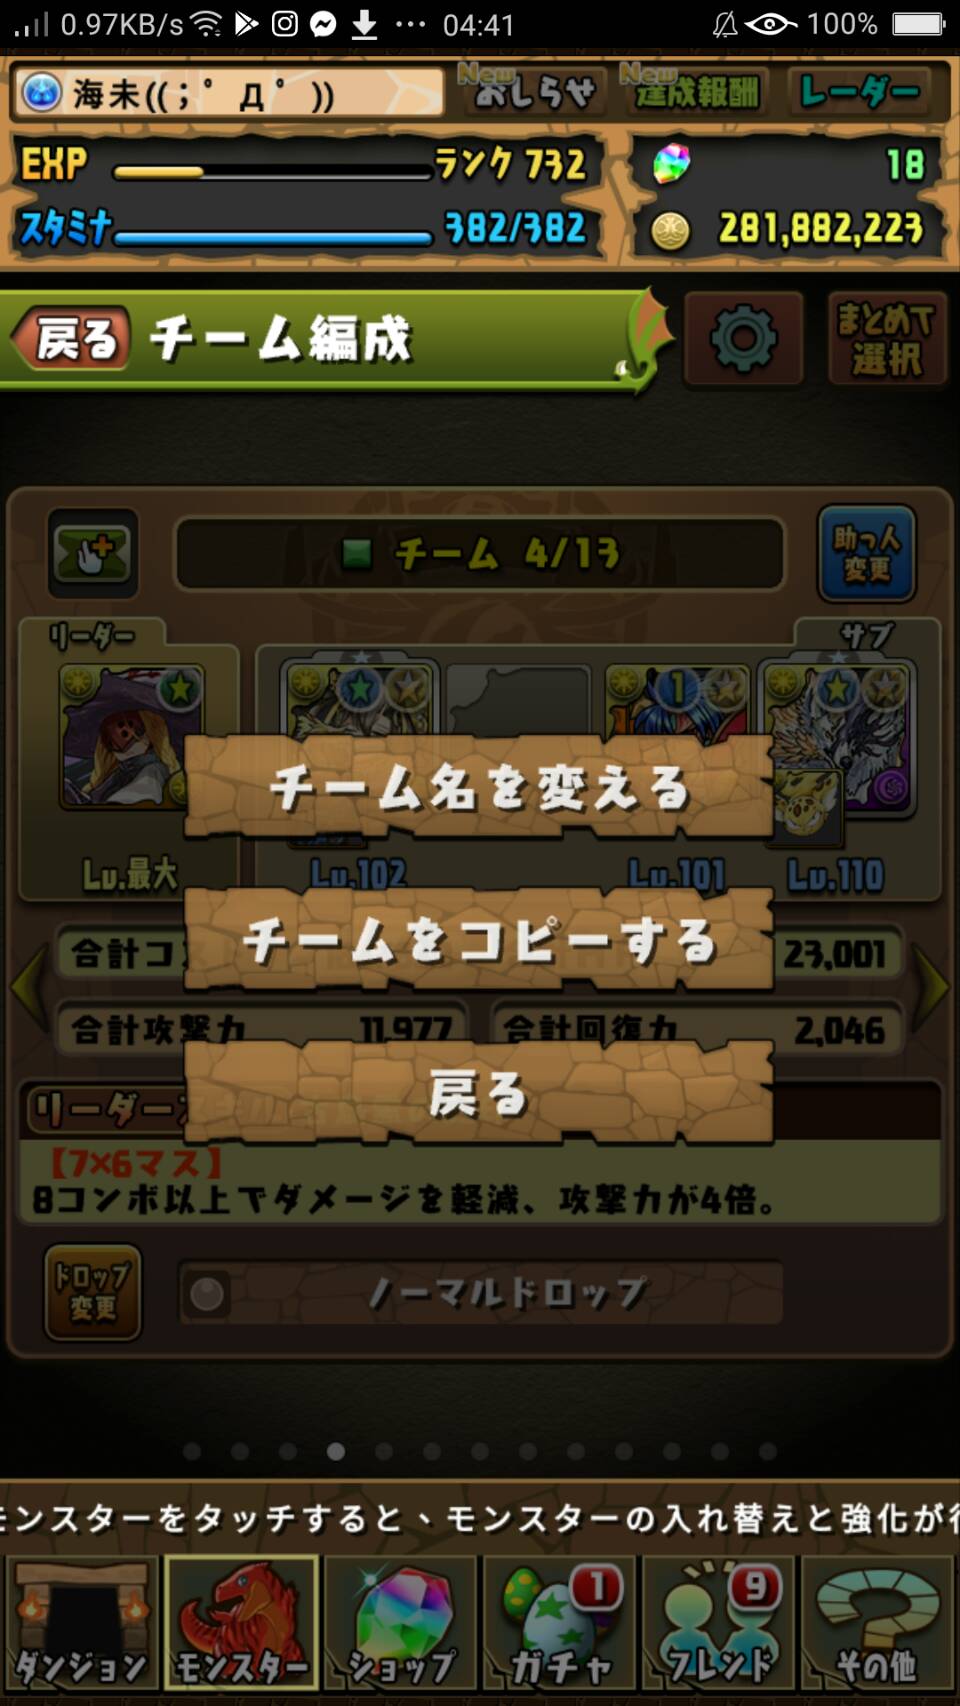 0.97KB/s ··· 04:41 100%
海未((；゜Д゜))
New おしらせ
New 達成報酬
レーダー
EXP ランク 732 18
スタミナ 382/382 281,882,223
戻る チーム編成 まとめて選択
チーム 4/13
助っ人変更
リーダー サブ
1
チーム名を変える
Lv.最大 Lv.102 Lv.101 Lv.110
チームをコピーする
合計コ 23,001
合計攻撃力 11,977 合計回復力 2,046
戻る
リーダー
【7×6マス】
8コンボ以上でダメージを軽減、攻撃力が4倍。
ドロップ変更 ノーマルドロップ
モンスターをタッチすると、モンスターの入れ替えと強化が
1 9
ダンジョン モンスター ショップ ガチャ フレンド その他